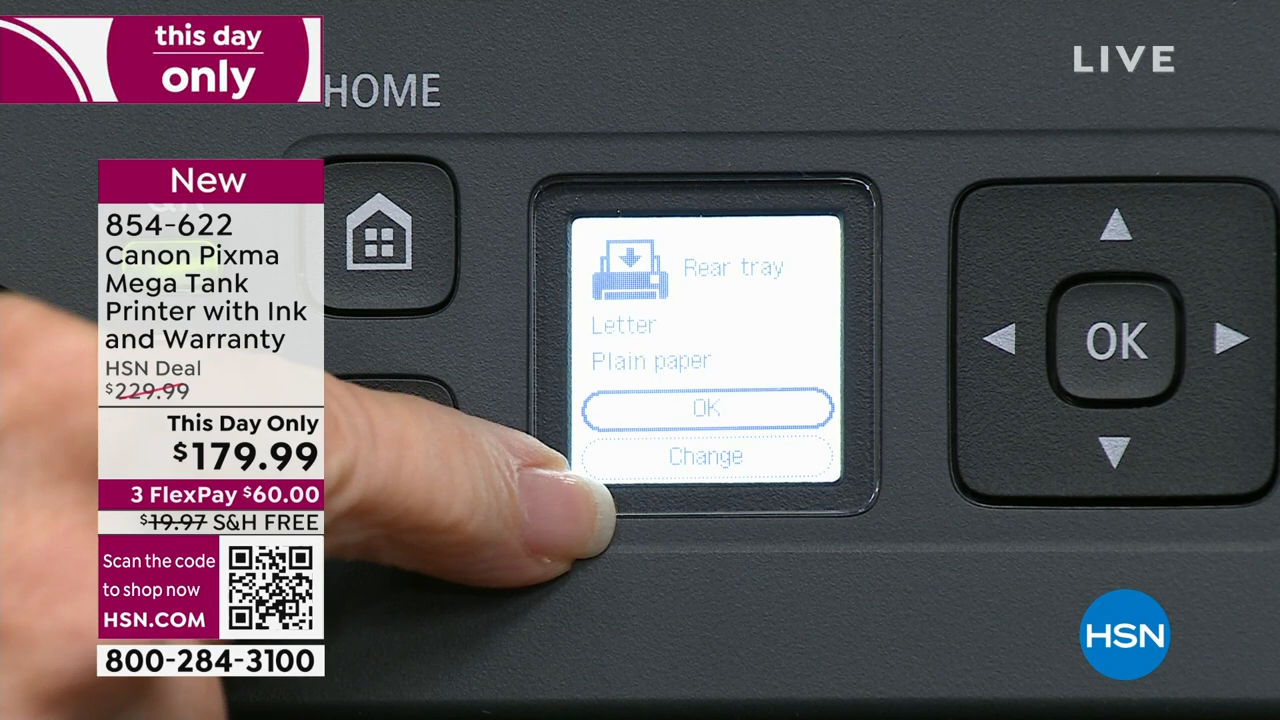 this day
only
LIVE
HOME
New
854-622
Canon Pixma
Mega Tank
Printer with Ink
and Warranty
HSN Deal
$229.99
This Day Only
$179.99
3 FlexPay $60.00
$19.97 S&H FREE
Scan the code
to shop now
HSN.COM
800-284-3100
Rear tray
Letter
Plain paper
OK
Change
OK
HSN